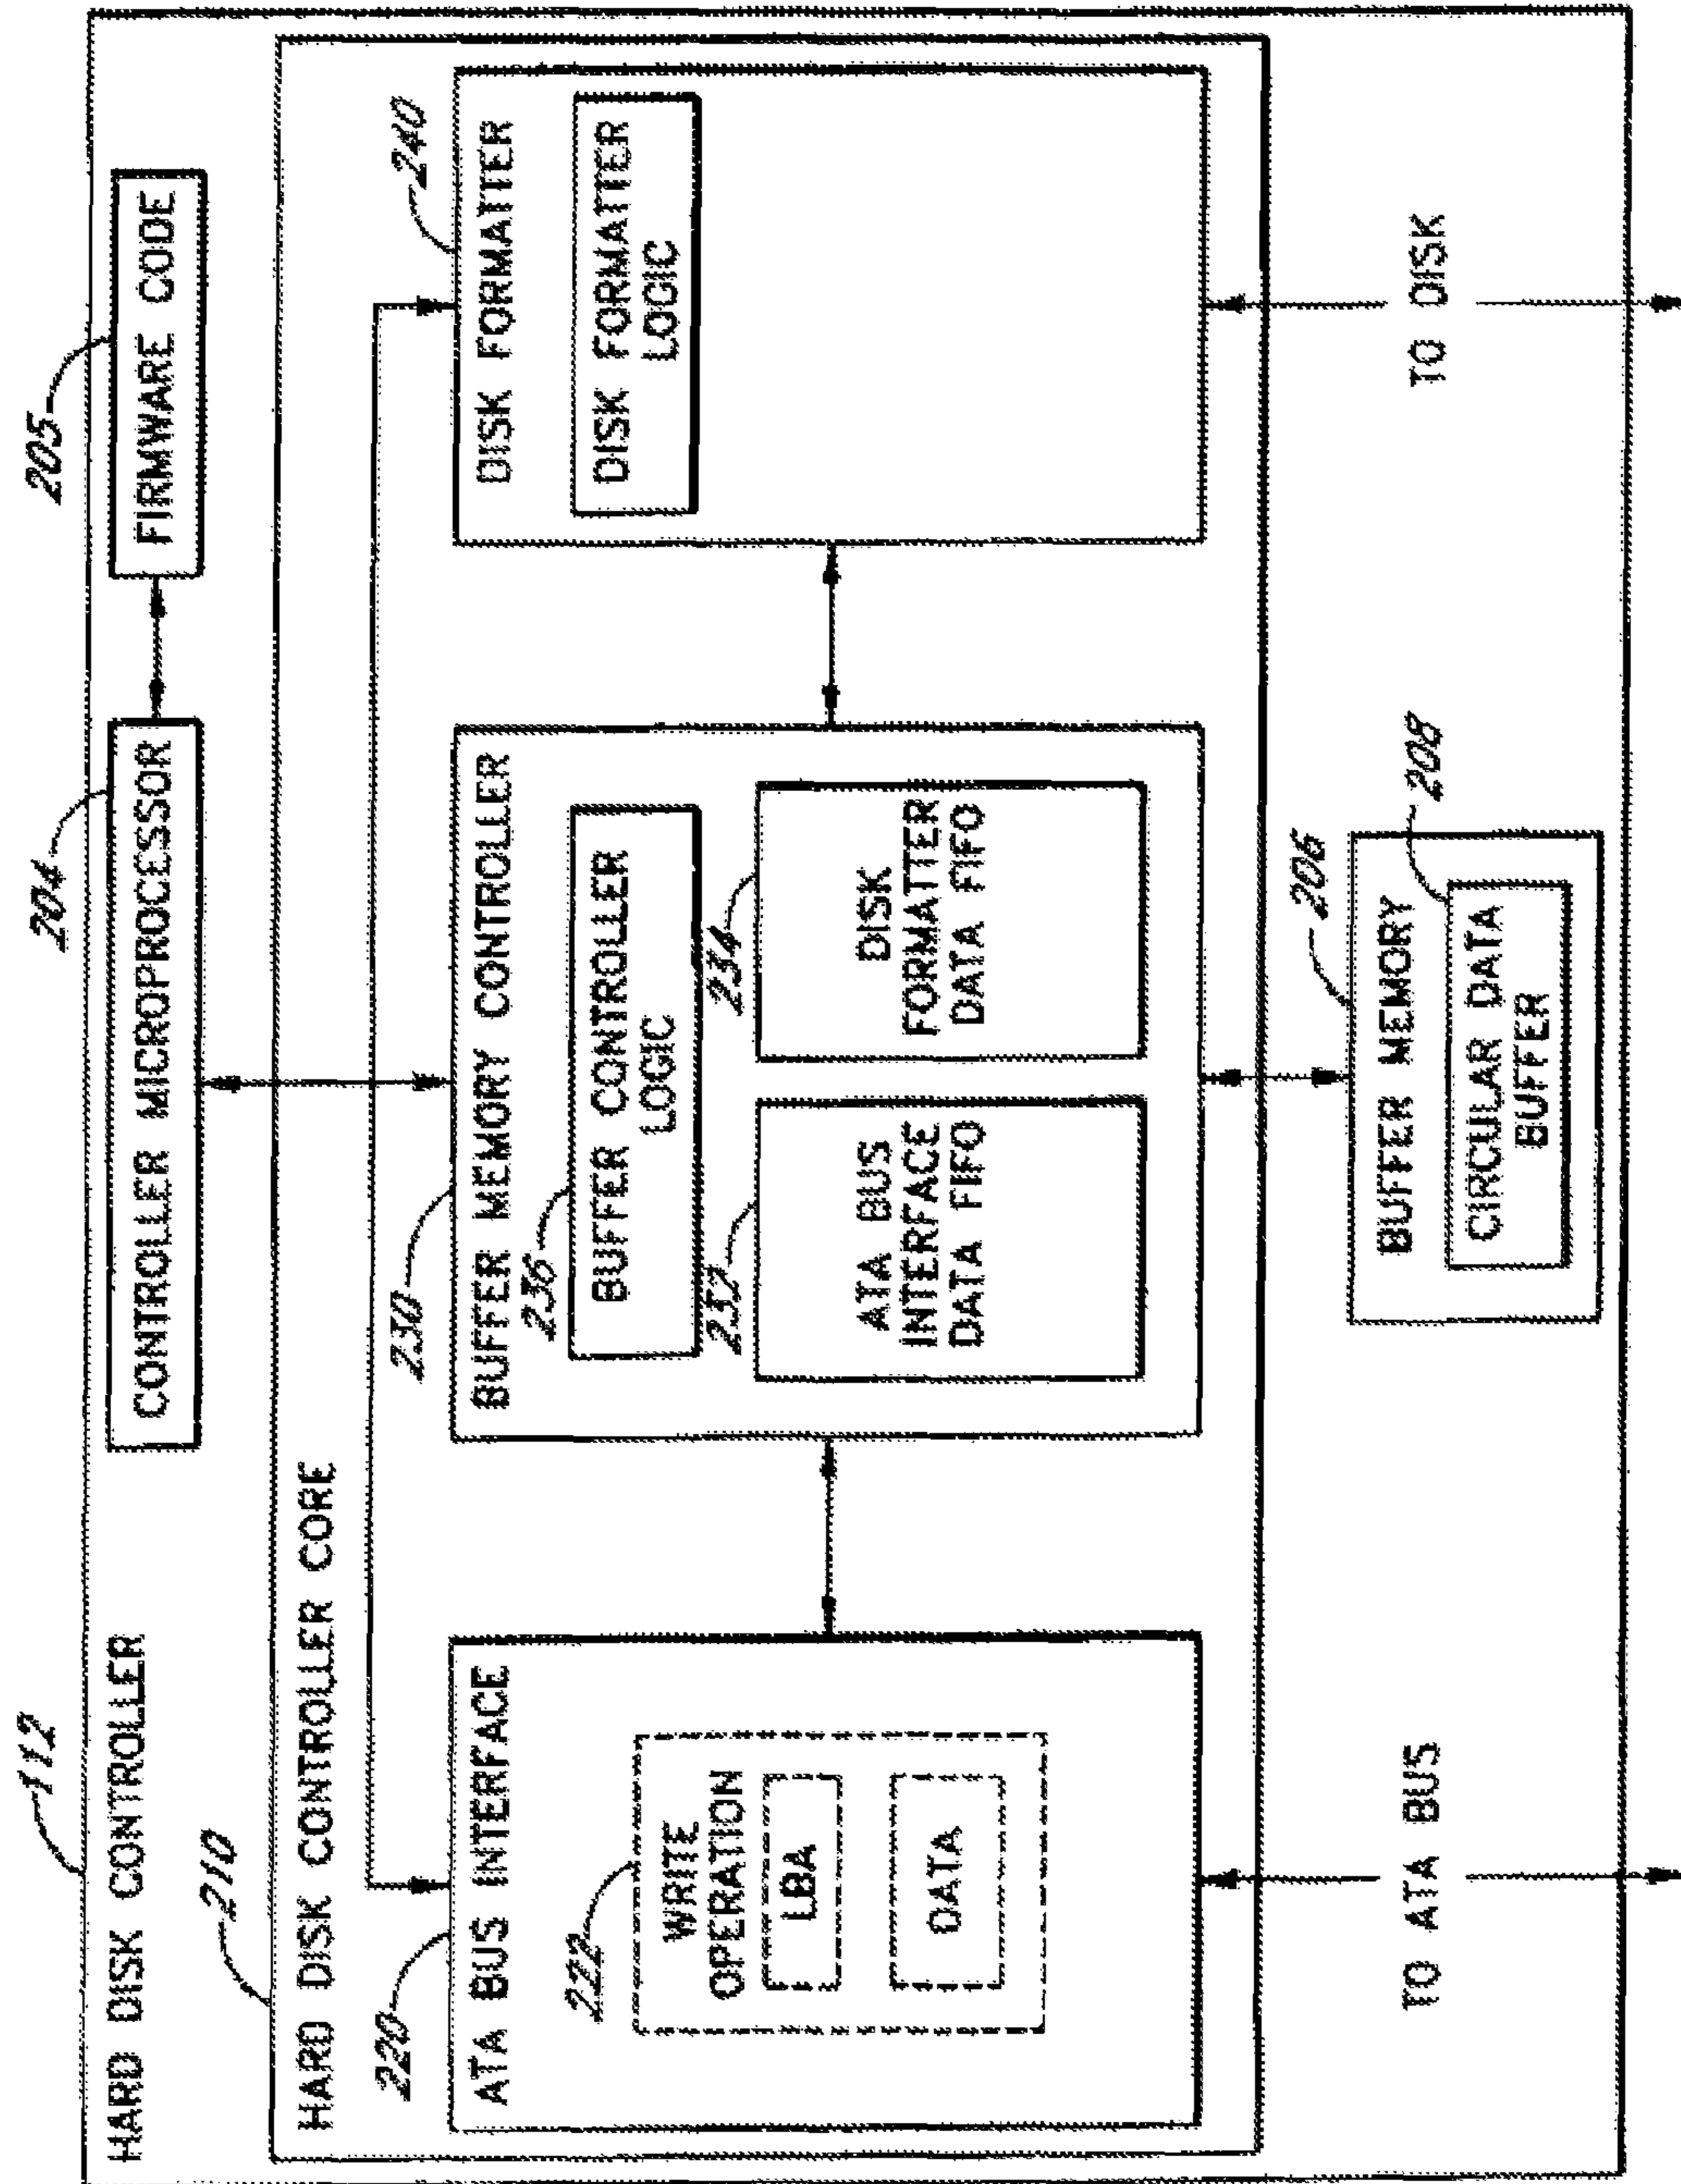 112
HARD DISK CONTROLLER
204
CONTROLLER MICROPROCESSOR
205
FIRMWARE CODE
210
HARD DISK CONTROLLER CORE
220
ATA BUS INTERFACE
222
WRITE
OPERATION
LBA
DATA
230
BUFFER MEMORY CONTROLLER
236
BUFFER CONTROLLER
LOGIC
232
ATA BUS
INTERFACE
DATA FIFO
234
DISK
FORMATTER
DATA FIFO
240
DISK FORMATTER
DISK FORMATTER
LOGIC
206
BUFFER MEMORY
208
CIRCULAR DATA
BUFFER
TO ATA BUS
TO DISK